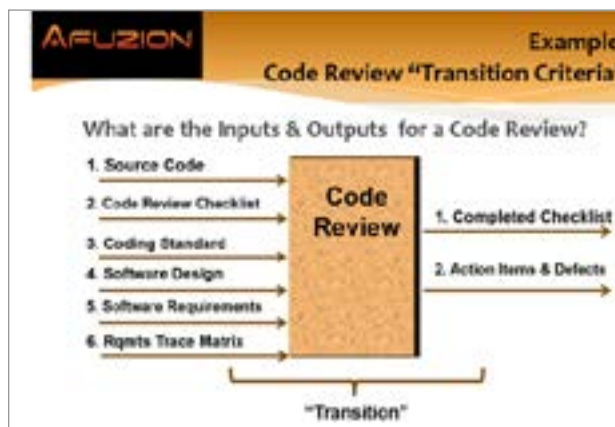 AFUZION
Example
Code Review “Transition Criteria
What are the Inputs & Outputs for a Code Review?
1. Source Code
2. Code Review Checklist
3. Coding Standard
4. Software Design
5. Software Requirements
6. Rqmts Trace Matrix
Code
Review
1. Completed Checklist
2. Action Items & Defects
“Transition”